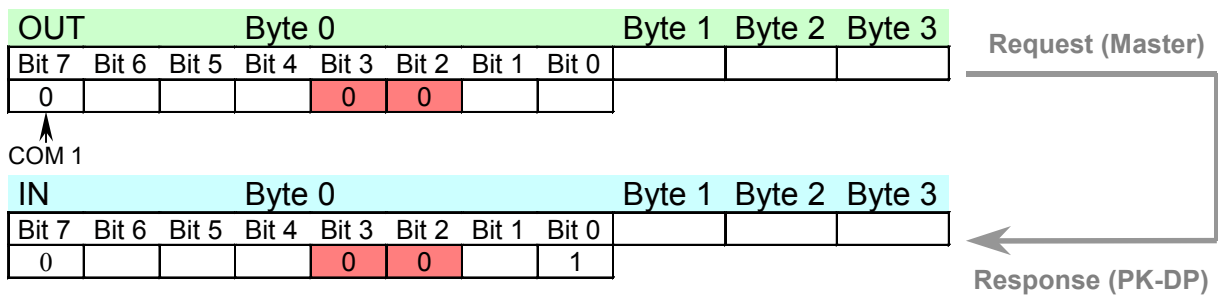 OUT Byte 0 Byte 1 Byte 2 Byte 3
Request (Master)
Bit 7 Bit 6 Bit 5 Bit 4 Bit 3 Bit 2 Bit 1 Bit 0
0 0 0
COM 1
IN Byte 0 Byte 1 Byte 2 Byte 3
Bit 7 Bit 6 Bit 5 Bit 4 Bit 3 Bit 2 Bit 1 Bit 0
0 0 0 1
Response (PK-DP)